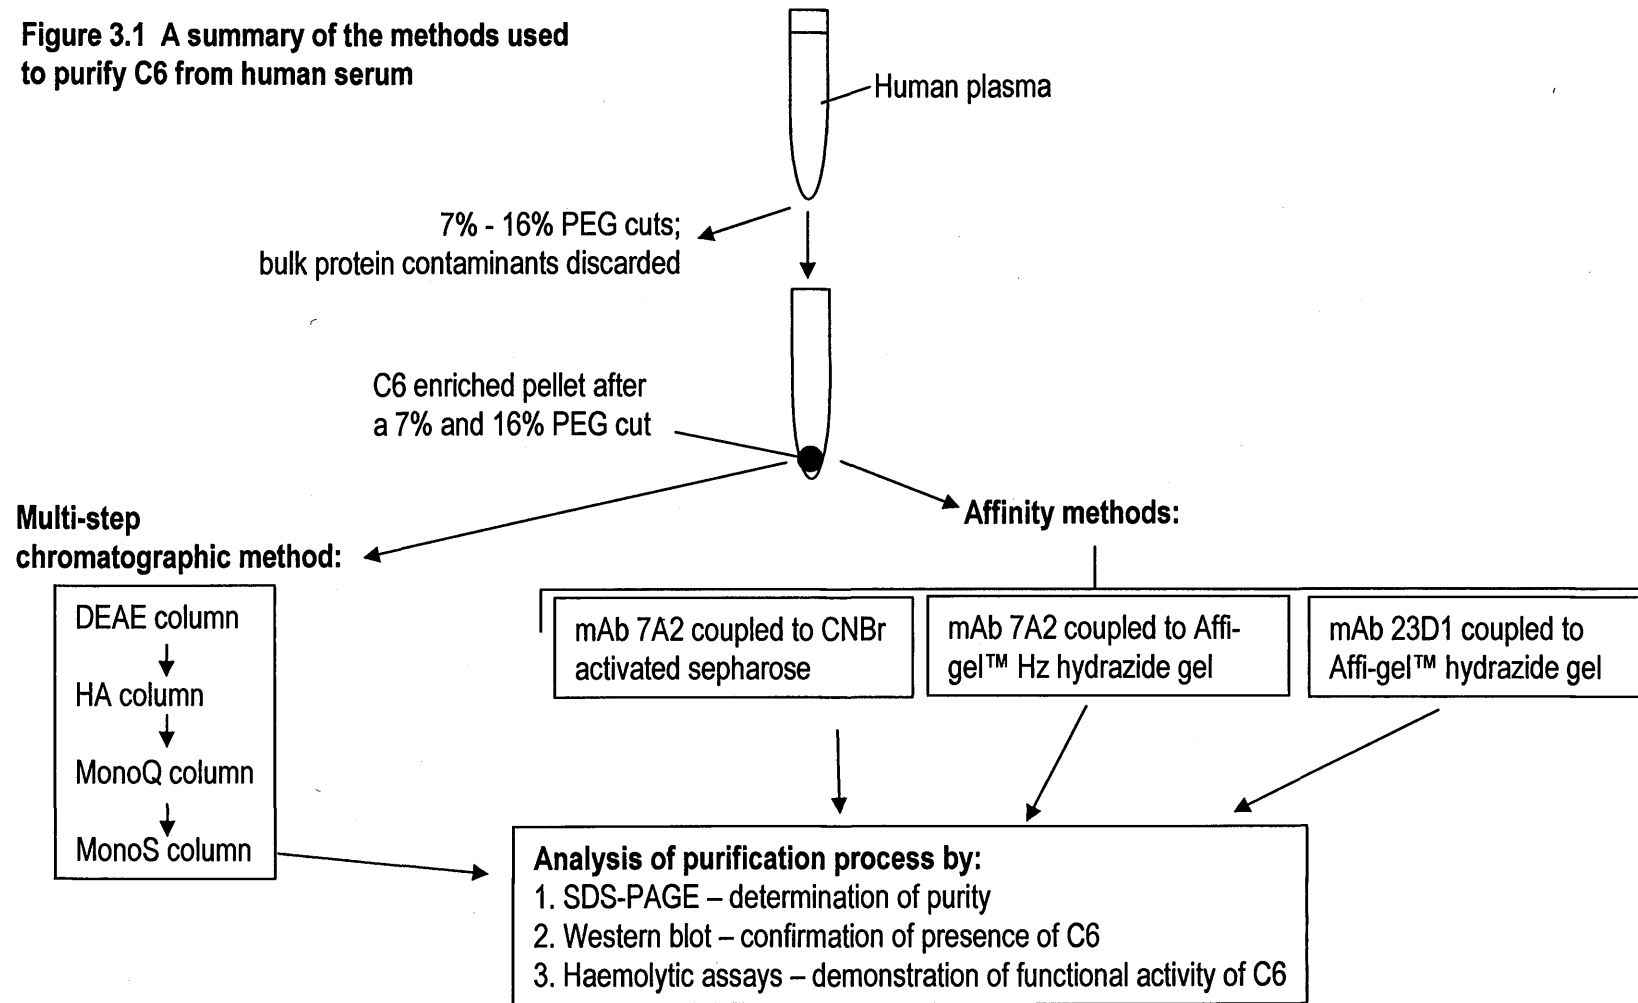 Figure 3.1 A summary of the methods used
to purify C6 from human serum
Human plasma
7% - 16% PEG cuts;
bulk protein contaminants discarded
C6 enriched pellet after
a 7% and 16% PEG cut
Multi-step
chromatographic method:
DEAE column
HA column
MonoQ column
MonoS column
Affinity methods:
mAb 7A2 coupled to CNBr
activated sepharose
mAb 7A2 coupled to Affi-
gel™ Hz hydrazide gel
mAb 23D1 coupled to
Affi-gel™ hydrazide gel
Analysis of purification process by:
1. SDS-PAGE – determination of purity
2. Western blot – confirmation of presence of C6
3. Haemolytic assays – demonstration of functional activity of C6